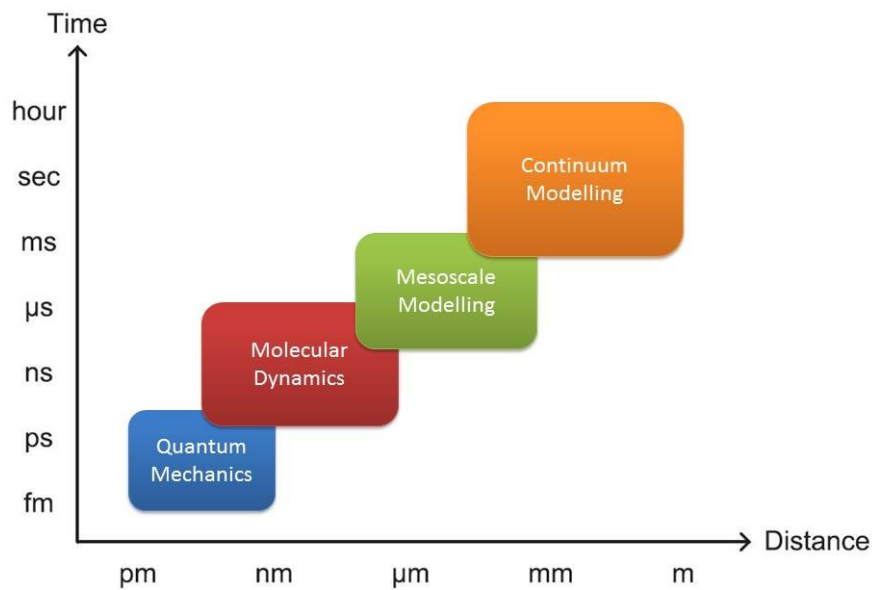 Time
hour
sec
ms
µs
ns
ps
fm
Continuum
Modelling
Mesoscale
Modelling
Molecular
Dynamics
Quantum
Mechanics
Distance
pm
nm
µm
mm
m